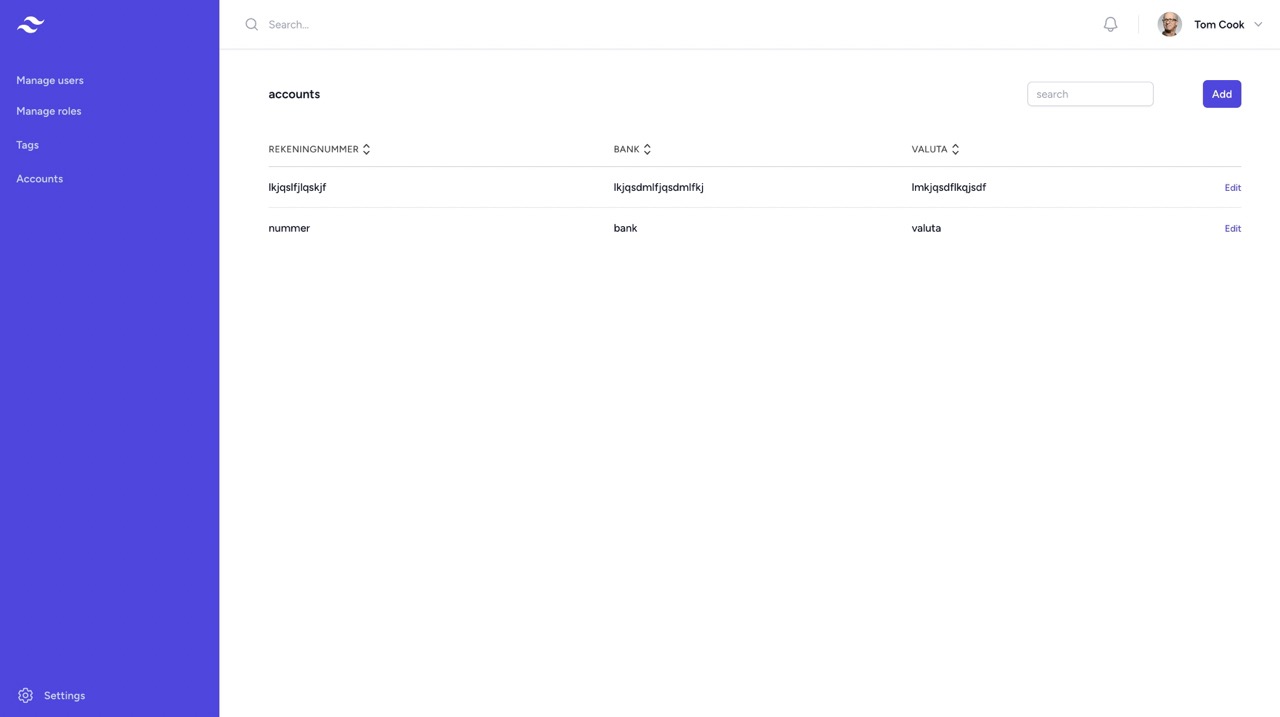 Search...
Tom Cook
Manage users
Manage roles
Tags
Accounts
Settings
accounts
search
Add
REKENINGNUMMER
BANK
VALUTA
lkjqslfjlqskjf
lkjqsdmlfjqsdmlfkj
lmkjqsdflkqjsdf
Edit
nummer
bank
valuta
Edit